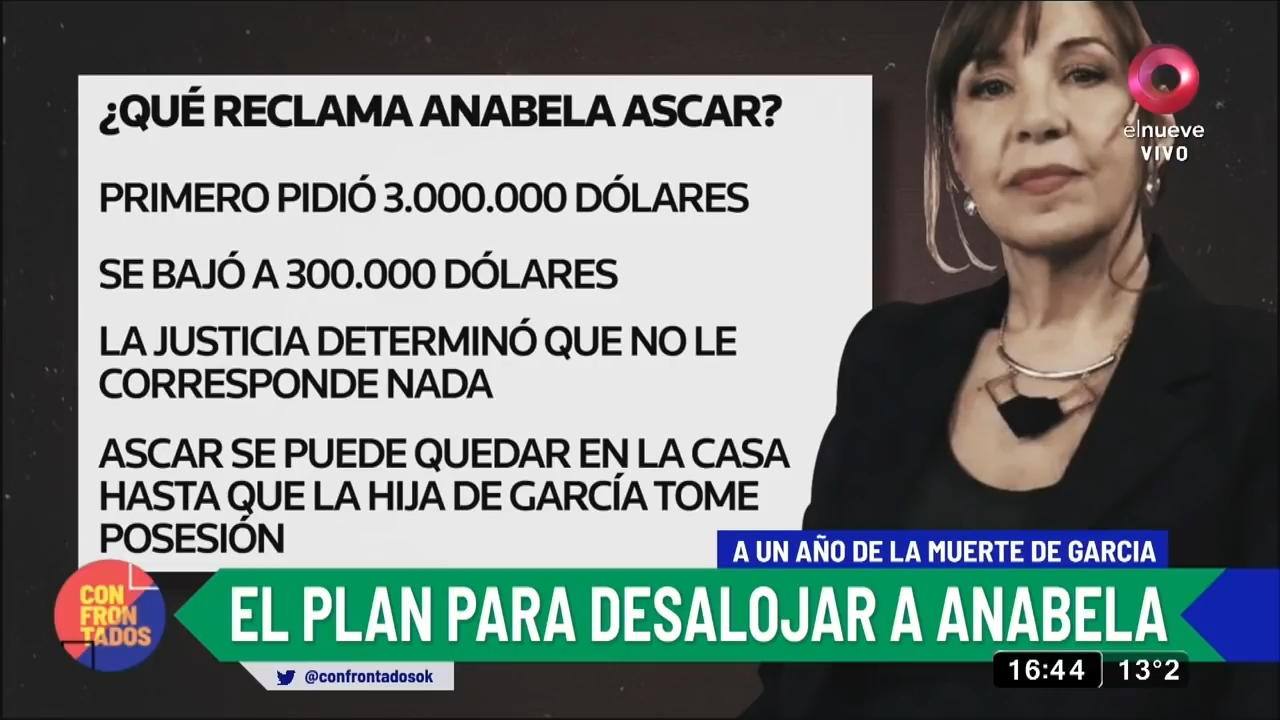 ¿QUÉ RECLAMA ANABELA ASCAR?
PRIMERO PIDIÓ 3.000.000 DÓLARES
SE BAJÓ A 300.000 DÓLARES
LA JUSTICIA DETERMINÓ QUE NO LE
CORRESPONDE NADA
ASCAR SE PUEDE QUEDAR EN LA CASA
HASTA QUE LA HIJA DE GARCÍA TOME
POSESIÓN
elnueve
VIVO
A UN AÑO DE LA MUERTE DE GARCIA
CON
FRON
TADOS
EL PLAN PARA DESALOJAR A ANABELA
@confrontadosok
16:44 13°2